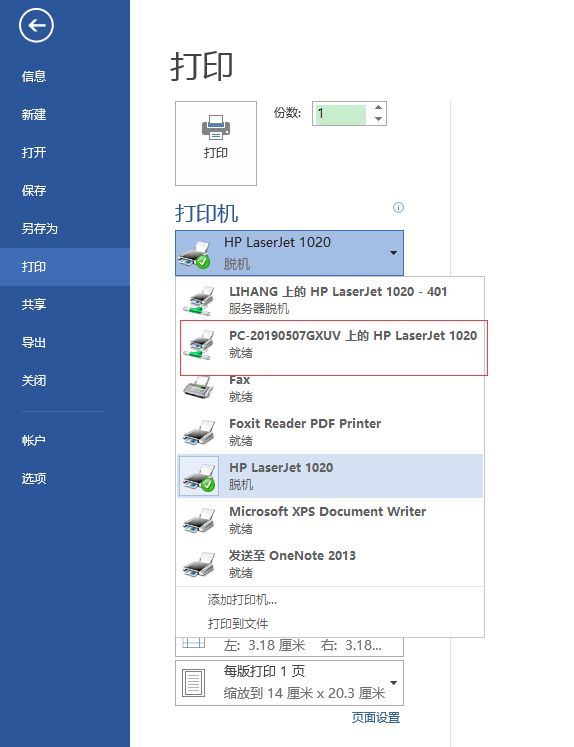 打印
信息
新建
打开
保存
另存为
打印
共享
导出
关闭
帐户
选项
打印
份数: 1
打印机
HP LaserJet 1020
脱机
LIHANG 上的 HP LaserJet 1020 - 401
服务器脱机
PC-20190507GXUV 上的 HP LaserJet 1020
就绪
Fax
就绪
Foxit Reader PDF Printer
就绪
HP LaserJet 1020
脱机
Microsoft XPS Document Writer
就绪
发送至 OneNote 2013
就绪
添加打印机...
打印到文件
左: 3.18 厘米 右: 3.18...
每版打印 1 页
缩放到 14 厘米 x 20.3 厘米
页面设置